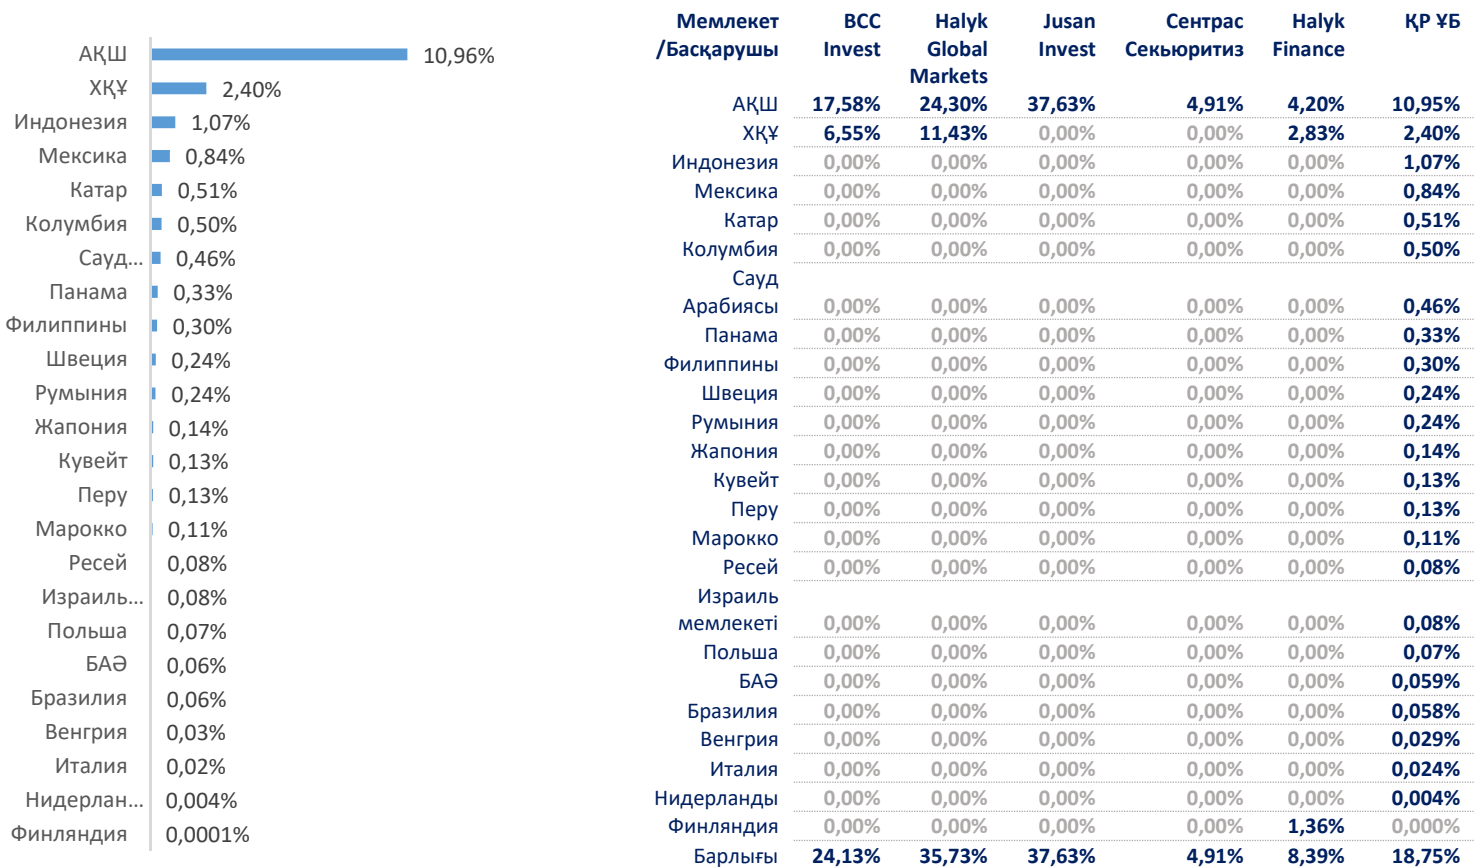 АҚШ 10,96%
ХҚҰ 2,40%
Индонезия 1,07%
Мексика 0,84%
Катар 0,51%
Колумбия 0,50%
Сауд... 0,46%
Панама 0,33%
Филиппины 0,30%
Швеция 0,24%
Румыния 0,24%
Жапония 0,14%
Кувейт 0,13%
Перу 0,13%
Марокко 0,11%
Ресей 0,08%
Израиль... 0,08%
Польша 0,07%
БАӘ 0,06%
Бразилия 0,06%
Венгрия 0,03%
Италия 0,02%
Нидерлан... 0,004%
Финляндия 0,0001%
Мемлекет BCC Halyk Jusan Сентрас Halyk ҚР ҰБ
/Басқарушы Invest Global Invest Секьюритиз Finance
Markets
АҚШ 17,58% 24,30% 37,63% 4,91% 4,20% 10,95%
ХҚҰ 6,55% 11,43% 0,00% 0,00% 2,83% 2,40%
Индонезия 0,00% 0,00% 0,00% 0,00% 0,00% 1,07%
Мексика 0,00% 0,00% 0,00% 0,00% 0,00% 0,84%
Катар 0,00% 0,00% 0,00% 0,00% 0,00% 0,51%
Колумбия 0,00% 0,00% 0,00% 0,00% 0,00% 0,50%
Сауд
Арабиясы 0,00% 0,00% 0,00% 0,00% 0,00% 0,46%
Панама 0,00% 0,00% 0,00% 0,00% 0,00% 0,33%
Филиппины 0,00% 0,00% 0,00% 0,00% 0,00% 0,30%
Швеция 0,00% 0,00% 0,00% 0,00% 0,00% 0,24%
Румыния 0,00% 0,00% 0,00% 0,00% 0,00% 0,24%
Жапония 0,00% 0,00% 0,00% 0,00% 0,00% 0,14%
Кувейт 0,00% 0,00% 0,00% 0,00% 0,00% 0,13%
Перу 0,00% 0,00% 0,00% 0,00% 0,00% 0,13%
Марокко 0,00% 0,00% 0,00% 0,00% 0,00% 0,11%
Ресей 0,00% 0,00% 0,00% 0,00% 0,00% 0,08%
Израиль
мемлекеті 0,00% 0,00% 0,00% 0,00% 0,00% 0,08%
Польша 0,00% 0,00% 0,00% 0,00% 0,00% 0,07%
БАӘ 0,00% 0,00% 0,00% 0,00% 0,00% 0,059%
Бразилия 0,00% 0,00% 0,00% 0,00% 0,00% 0,058%
Венгрия 0,00% 0,00% 0,00% 0,00% 0,00% 0,029%
Италия 0,00% 0,00% 0,00% 0,00% 0,00% 0,024%
Нидерланды 0,00% 0,00% 0,00% 0,00% 0,00% 0,004%
Финляндия 0,00% 0,00% 0,00% 0,00% 1,36% 0,000%
Барлығы 24,13% 35,73% 37,63% 4,91% 8,39% 18,75%